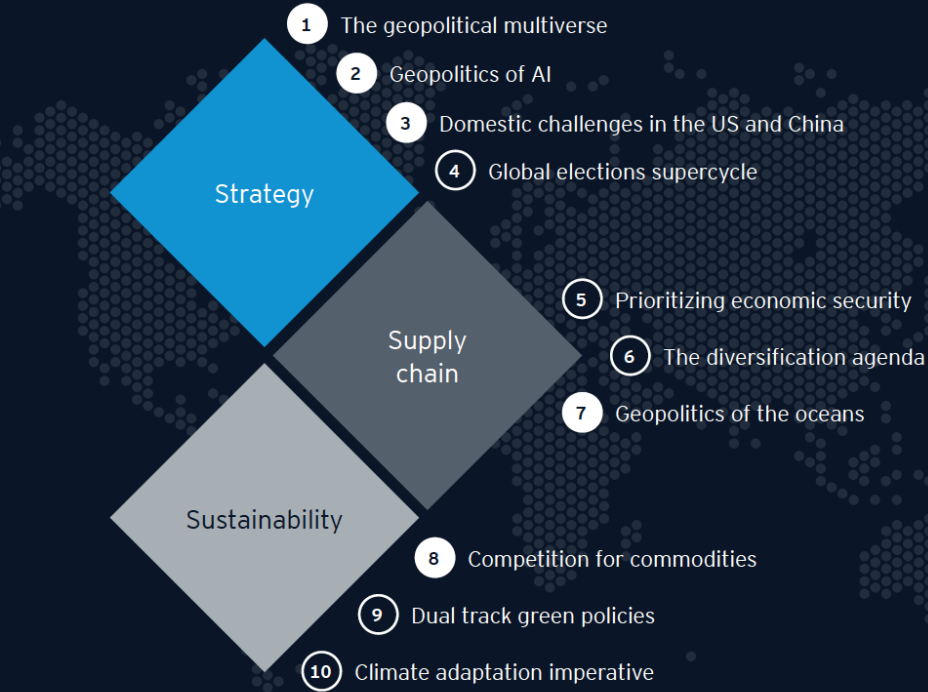 1 The geopolitical multiverse
2 Geopolitics of AI
3 Domestic challenges in the US and China
4 Global elections supercycle
Strategy
5 Prioritizing economic security
6 The diversification agenda
7 Geopolitics of the oceans
Supply
chain
Sustainability
8 Competition for commodities
9 Dual track green policies
10 Climate adaptation imperative